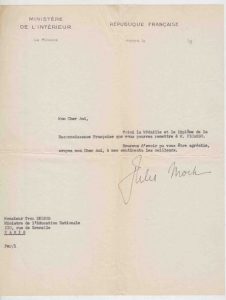 MINISTÈRE
DE L'INTÉRIEUR
RÉPUBLIQUE FRANÇAISE
Le Ministre
Mon Cher Ami,
Voici la Médaille et le Diplôme de la
Reconnaissance Française que vous pourrez remettre à M.
Heureux d'avoir pu vous être agréable,
croyez mon Cher Ami, à mes sentiments les meilleurs.
Jules Moch
Monsieur Yvon DELBOS
Ministre de l'Education Nationale
110, rue de Grenelle
PARIS